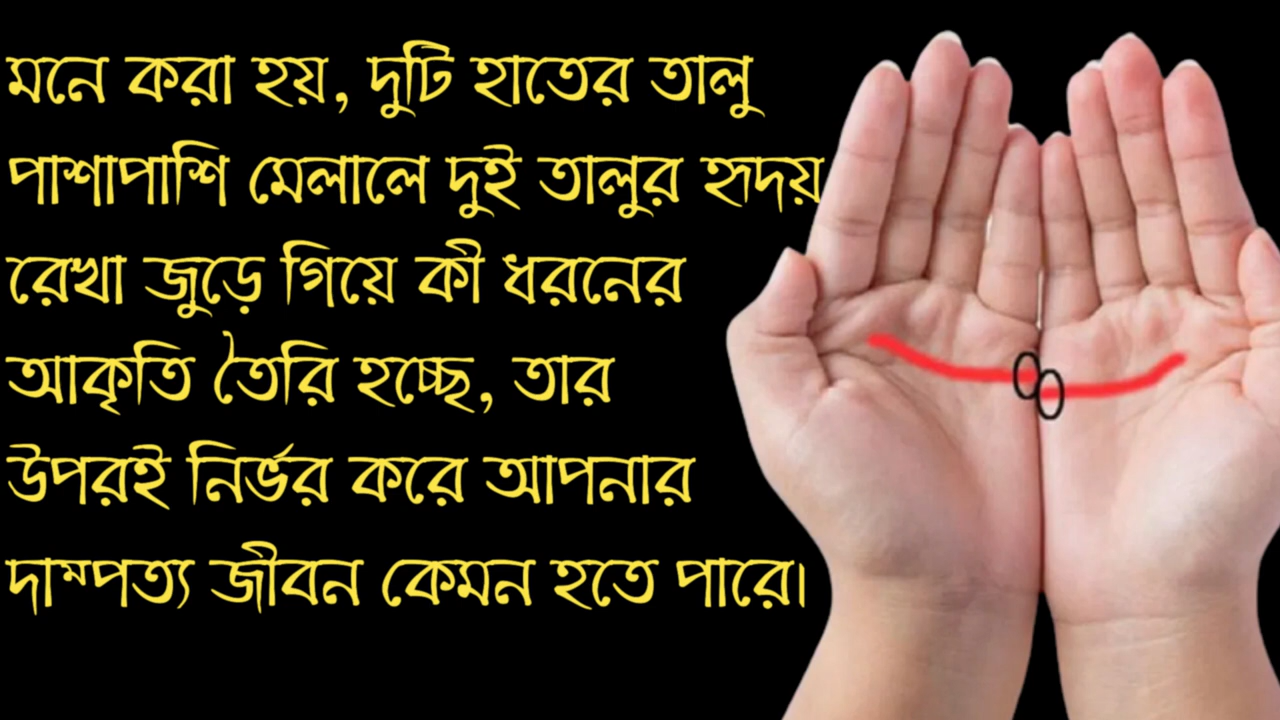 মনে করা হয়, দুটি হাতের তালু
পাশাপাশি মেলালে দুই তালুর হৃদয়
রেখা জুড়ে গিয়ে কী ধরনের
আকৃতি তৈরি হচ্ছে, তার
উপরই নির্ভর করে আপনার
দাম্পত্য জীবন কেমন হতে পারে।